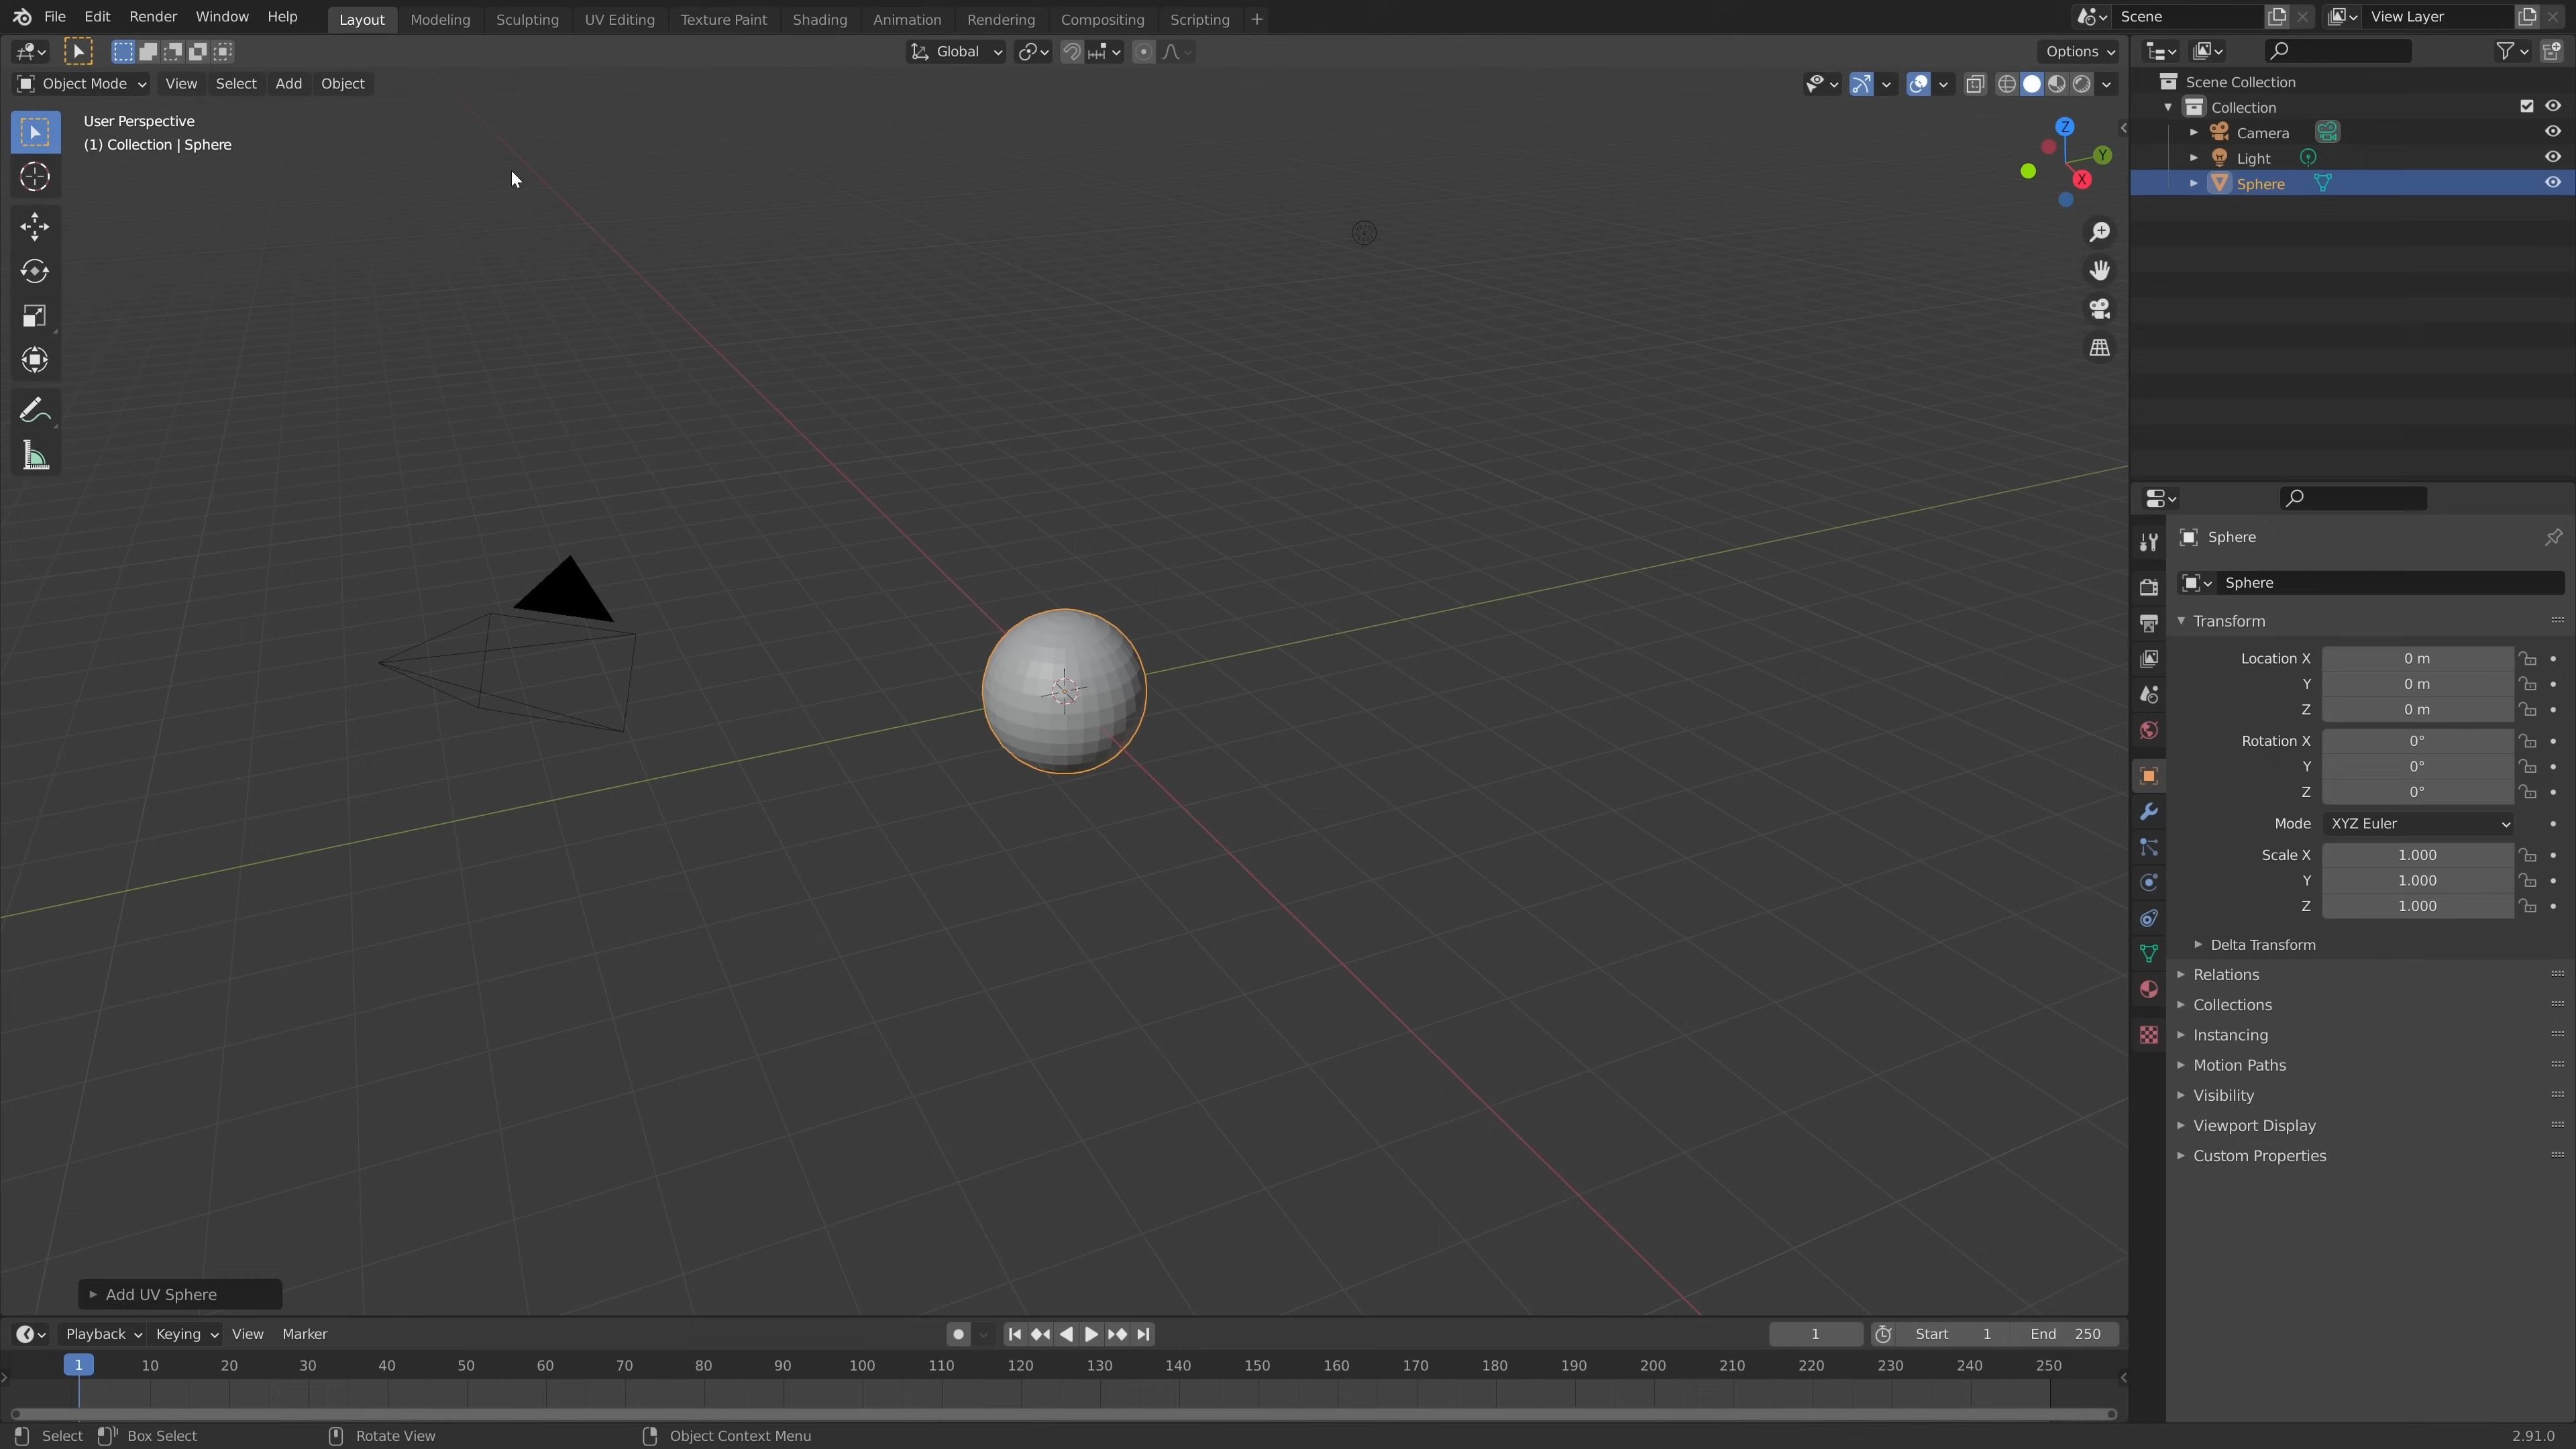 File Edit Render Window Help Layout Modeling Sculpting UV Editing Texture Paint Shading Animation Rendering Compositing Scripting + Scene View Layer
Global Options
Object Mode View Select Add Object
User Perspective
(1) Collection | Sphere
Z
Y
X
Scene Collection
Collection
Camera
Light
Sphere
Sphere
Sphere
Transform
Location X 0 m
Y 0 m
Z 0 m
Rotation X 0°
Y 0°
Z 0°
Mode XYZ Euler
Scale X 1.000
Y 1.000
Z 1.000
Delta Transform
Relations
Collections
Instancing
Motion Paths
Visibility
Viewport Display
Custom Properties
Add UV Sphere
Playback Keying View Marker 1 Start 1 End 250
1 10 20 30 40 50 60 70 80 90 100 110 120 130 140 150 160 170 180 190 200 210 220 230 240 250
Select Box Select Rotate View Object Context Menu 2.91.0